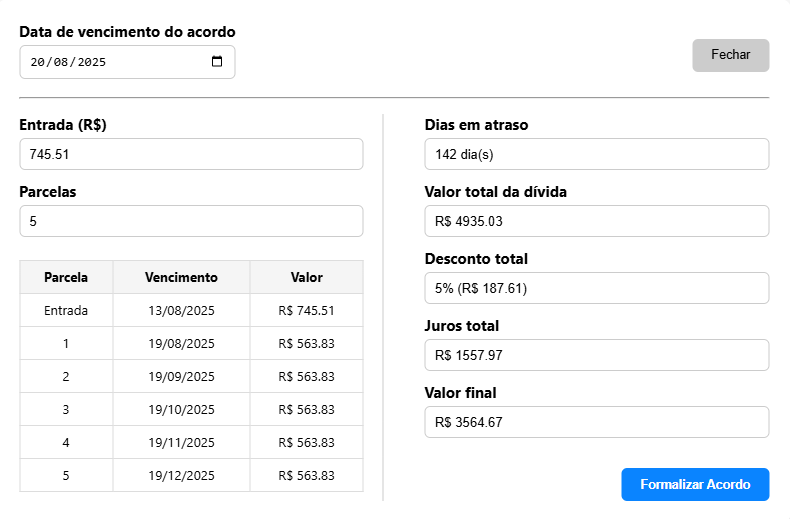 Data de vencimento do acordo
20/08/2025
Fechar
Entrada (R$)
745.51
Parcelas
5
Parcela Vencimento Valor
Entrada 13/08/2025 R$ 745.51
1 19/08/2025 R$ 563.83
2 19/09/2025 R$ 563.83
3 19/10/2025 R$ 563.83
4 19/11/2025 R$ 563.83
5 19/12/2025 R$ 563.83
Dias em atraso
142 dia(s)
Valor total da dívida
R$ 4935.03
Desconto total
5% (R$ 187.61)
Juros total
R$ 1557.97
Valor final
R$ 3564.67
Formalizar Acordo